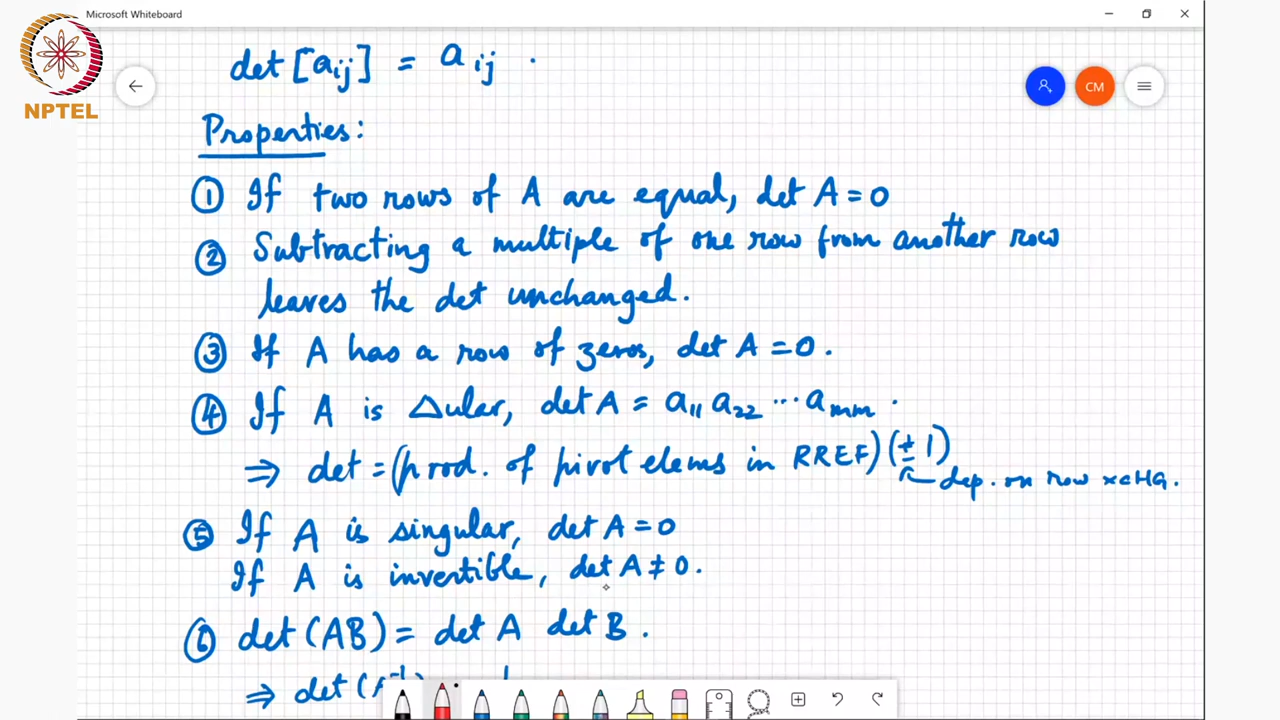 Microsoft Whiteboard
NPTEL
CM
det [aij] = aij .
Properties:
① If two rows of A are equal, det A = 0
② Subtracting a multiple of one row from another row
leaves the det unchanged.
③ If A has a row of zeros, det A = 0.
④ If A is Δular, det A = a11 a22 ... amm .
⇒ det = (prod. of pivot elems in RREF) (± 1)
dep. on row xcHG.
⑤ If A is singular, det A = 0
If A is invertible, det A ≠ 0.
⑥ det (AB) = det A det B .
⇒ det (A